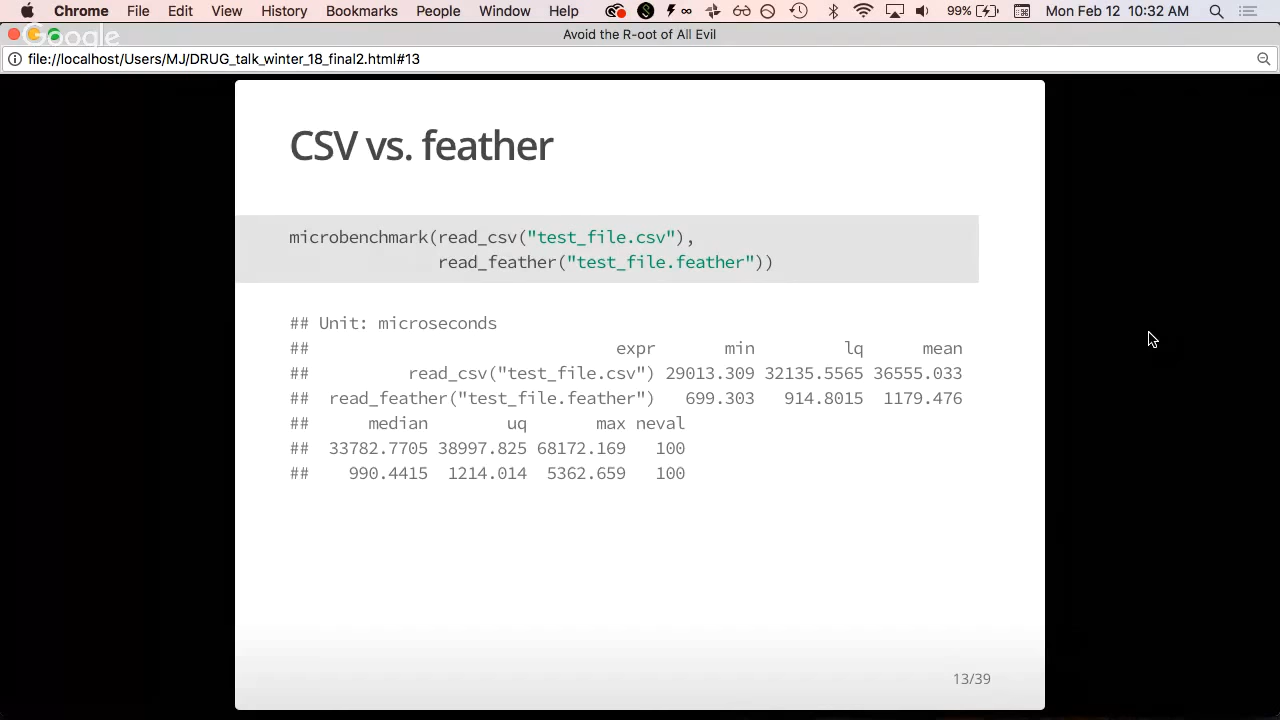 Chrome File Edit View History Bookmarks People Window Help 99% Mon Feb 12 10:32 AM
Google
Avoid the R-oot of All Evil
file://localhost/Users/MJ/DRUG_talk_winter_18_final2.html#13
CSV vs. feather
microbenchmark(read_csv("test_file.csv"),
read_feather("test_file.feather"))
## Unit: microseconds
## expr min lq mean
## read_csv("test_file.csv") 29013.309 32135.5565 36555.033
## read_feather("test_file.feather") 699.303 914.8015 1179.476
## median uq max neval
## 33782.7705 38997.825 68172.169 100
## 990.4415 1214.014 5362.659 100
13/39